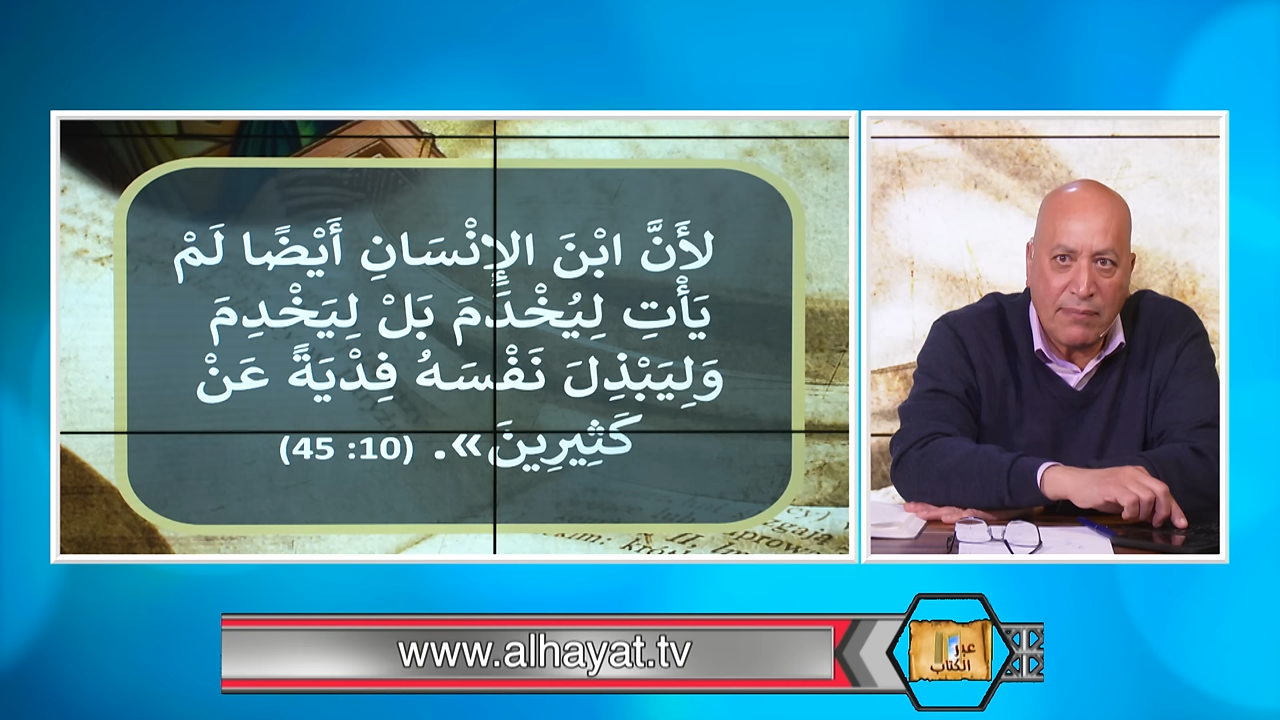 لأَنَّ ابْنَ الإِنْسَانِ أَيْضًا لَمْ
يَأْتِ لِيُخْدَمَ بَلْ لِيَخْدِمَ
وَلِيَبْذِلَ نَفْسَهُ فِدْيَةً عَنْ
كَثِيرِينَ». (10: 45)
www.alhayat.tv
عبر
الكتاب